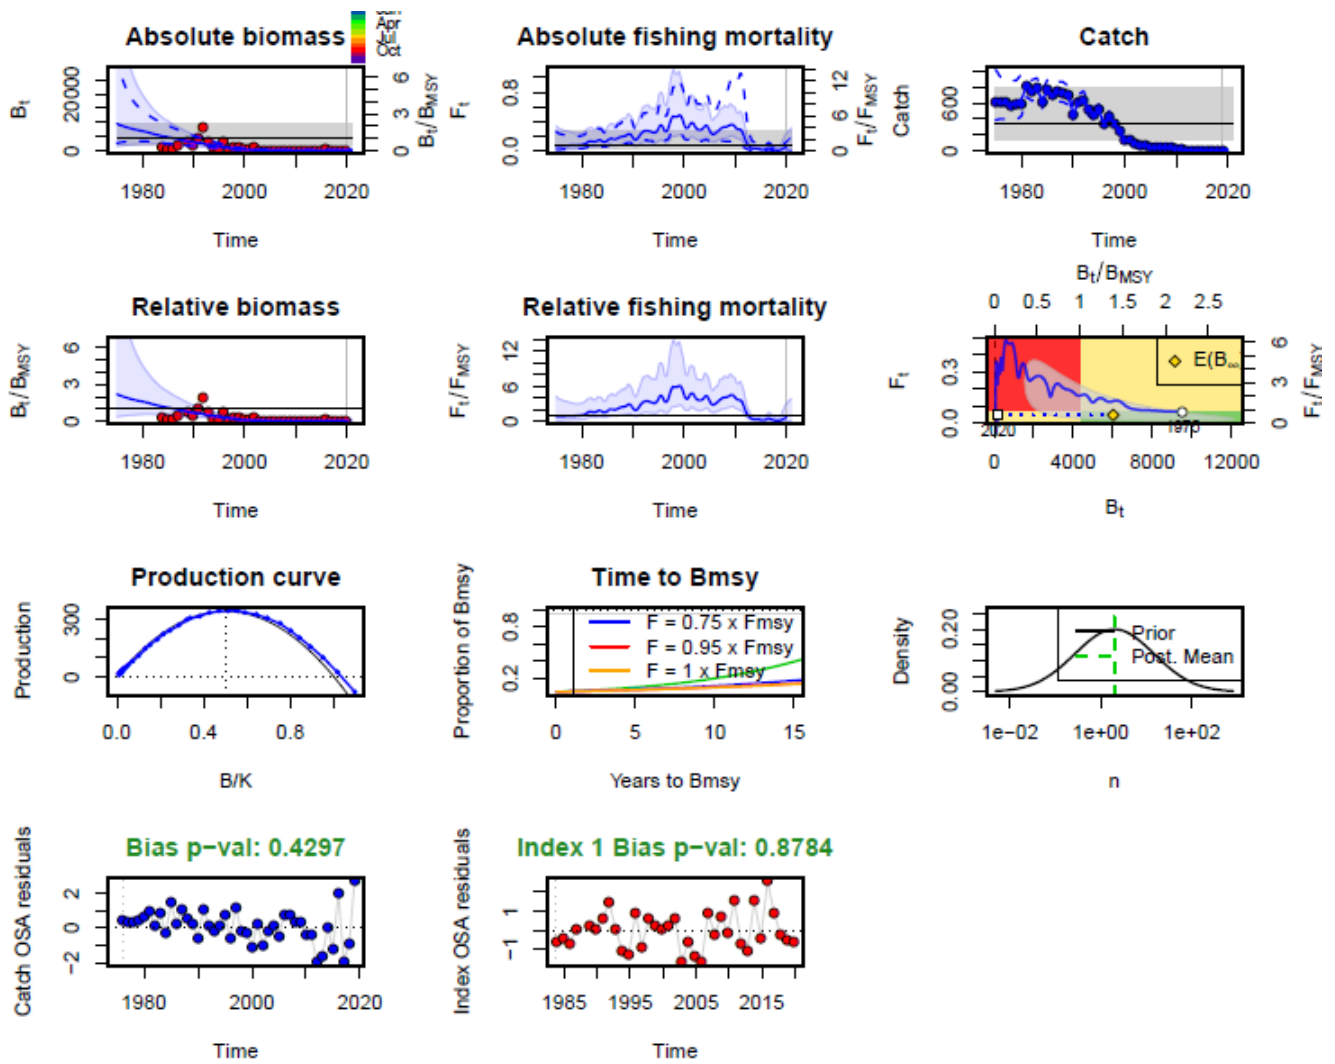 Jan
Apr
Jul
Oct
Absolute biomass
Absolute fishing mortality
Catch
Bt
0 20000
0 3 6
Bt/BMSY
Ft
0.0 0.8
0 6 12
Ft/FMSY
Catch
0 600
1980 2000 2020
1980 2000 2020
1980 2000 2020
Time
Time
Time
Relative biomass
Relative fishing mortality
Bt/BMSY
0 0.5 1 1.5 2 2.5
Bt/BMSY
0 3 6
Ft/FMSY
0 6 12
Ft
0.0 0.3
E(B∞
0 3 6
Ft/FMSY
2020
1975
1980 2000 2020
1980 2000 2020
0 4000 8000 12000
Time
Time
Bt
Production curve
Time to Bmsy
Production
0 300
Proportion of Bmsy
0.2 0.8
F = 0.75 x Fmsy
F = 0.95 x Fmsy
F = 1 x Fmsy
Density
0.00 0.20
Prior
Post. Mean
0.0 0.4 0.8
0 5 10 15
1e−02 1e+00 1e+02
B/K
Years to Bmsy
n
Bias p−val: 0.4297
Index 1 Bias p−val: 0.8784
Catch OSA residuals
−2 0 2
Index OSA residuals
−1 1
1980 2000 2020
1985 1995 2005 2015
Time
Time